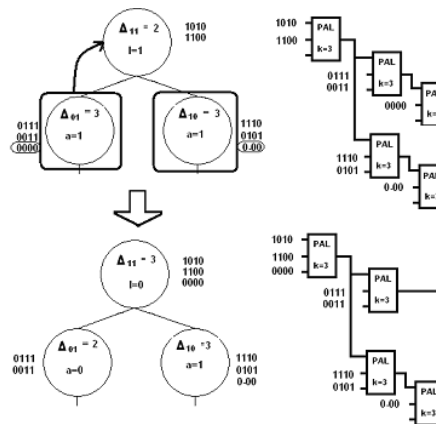 Δ11 = 2
l=1
1010
1100
Δ01 = 3
a=1
0111
0011
0000
Δ10 = 3
a=1
1110
0101
0-00
1010
1100
PAL
k=3
0111
0011
PAL
k=3
0000
PAL
1110
0101
PAL
k=3
0-00
PAL
Δ11 = 3
l=0
1010
1100
0000
Δ01 = 2
a=0
0111
0011
Δ10 =3
a=1
1110
0101
0-00
1010
1100
0000
PAL
k=3
0111
0011
PAL
k=3
1110
0101
PAL
k=3
0-00
PAL